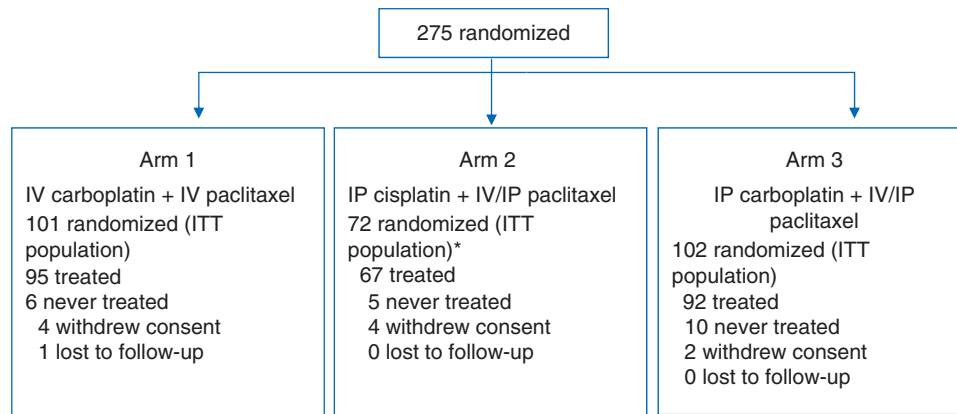 275 randomized
Arm 1
IV carboplatin + IV paclitaxel
101 randomized (ITT
population)
95 treated
6 never treated
4 withdrew consent
1 lost to follow-up
Arm 2
IP cisplatin + IV/IP paclitaxel
72 randomized (ITT
population)*
67 treated
5 never treated
4 withdrew consent
0 lost to follow-up
Arm 3
IP carboplatin + IV/IP
paclitaxel
102 randomized (ITT
population)
92 treated
10 never treated
2 withdrew consent
0 lost to follow-up